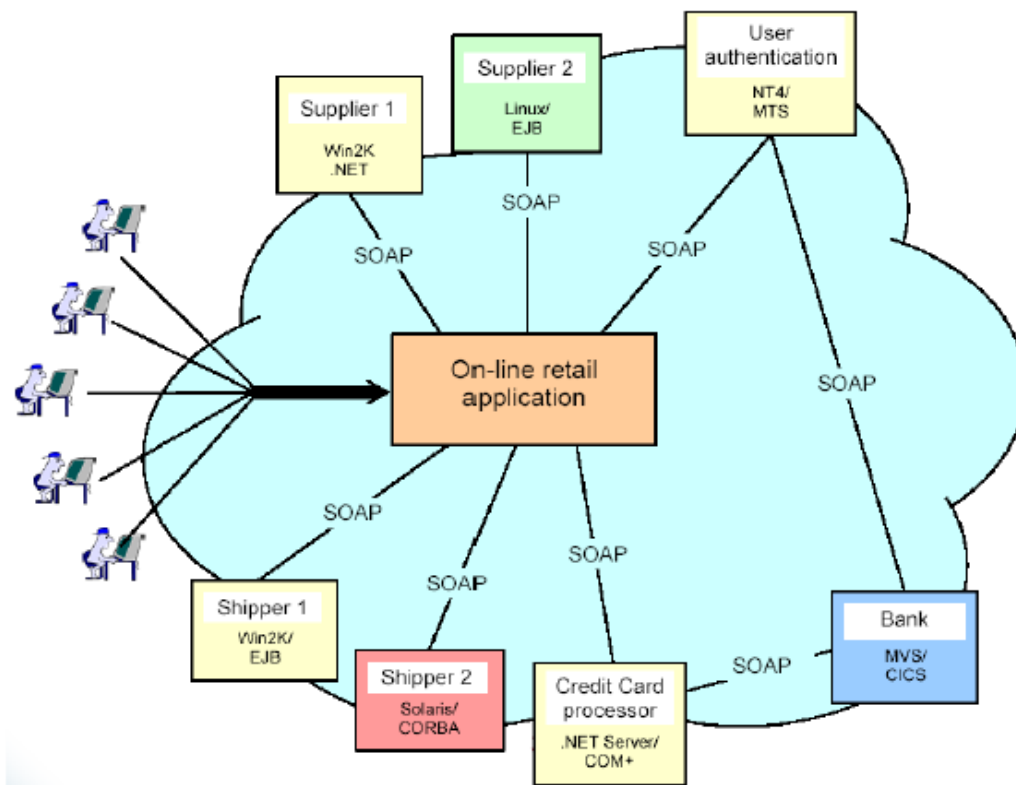 User
authentication
NT4/
MTS
Supplier 2
Linux/
EJB
Supplier 1
Win2K
.NET
SOAP
SOAP
SOAP
On-line retail
application
SOAP
SOAP
SOAP
SOAP
Shipper 1
Win2K/
EJB
Bank
MVS/
CICS
SOAP
Shipper 2
Solaris/
CORBA
Credit Card
processor
.NET Server/
COM+